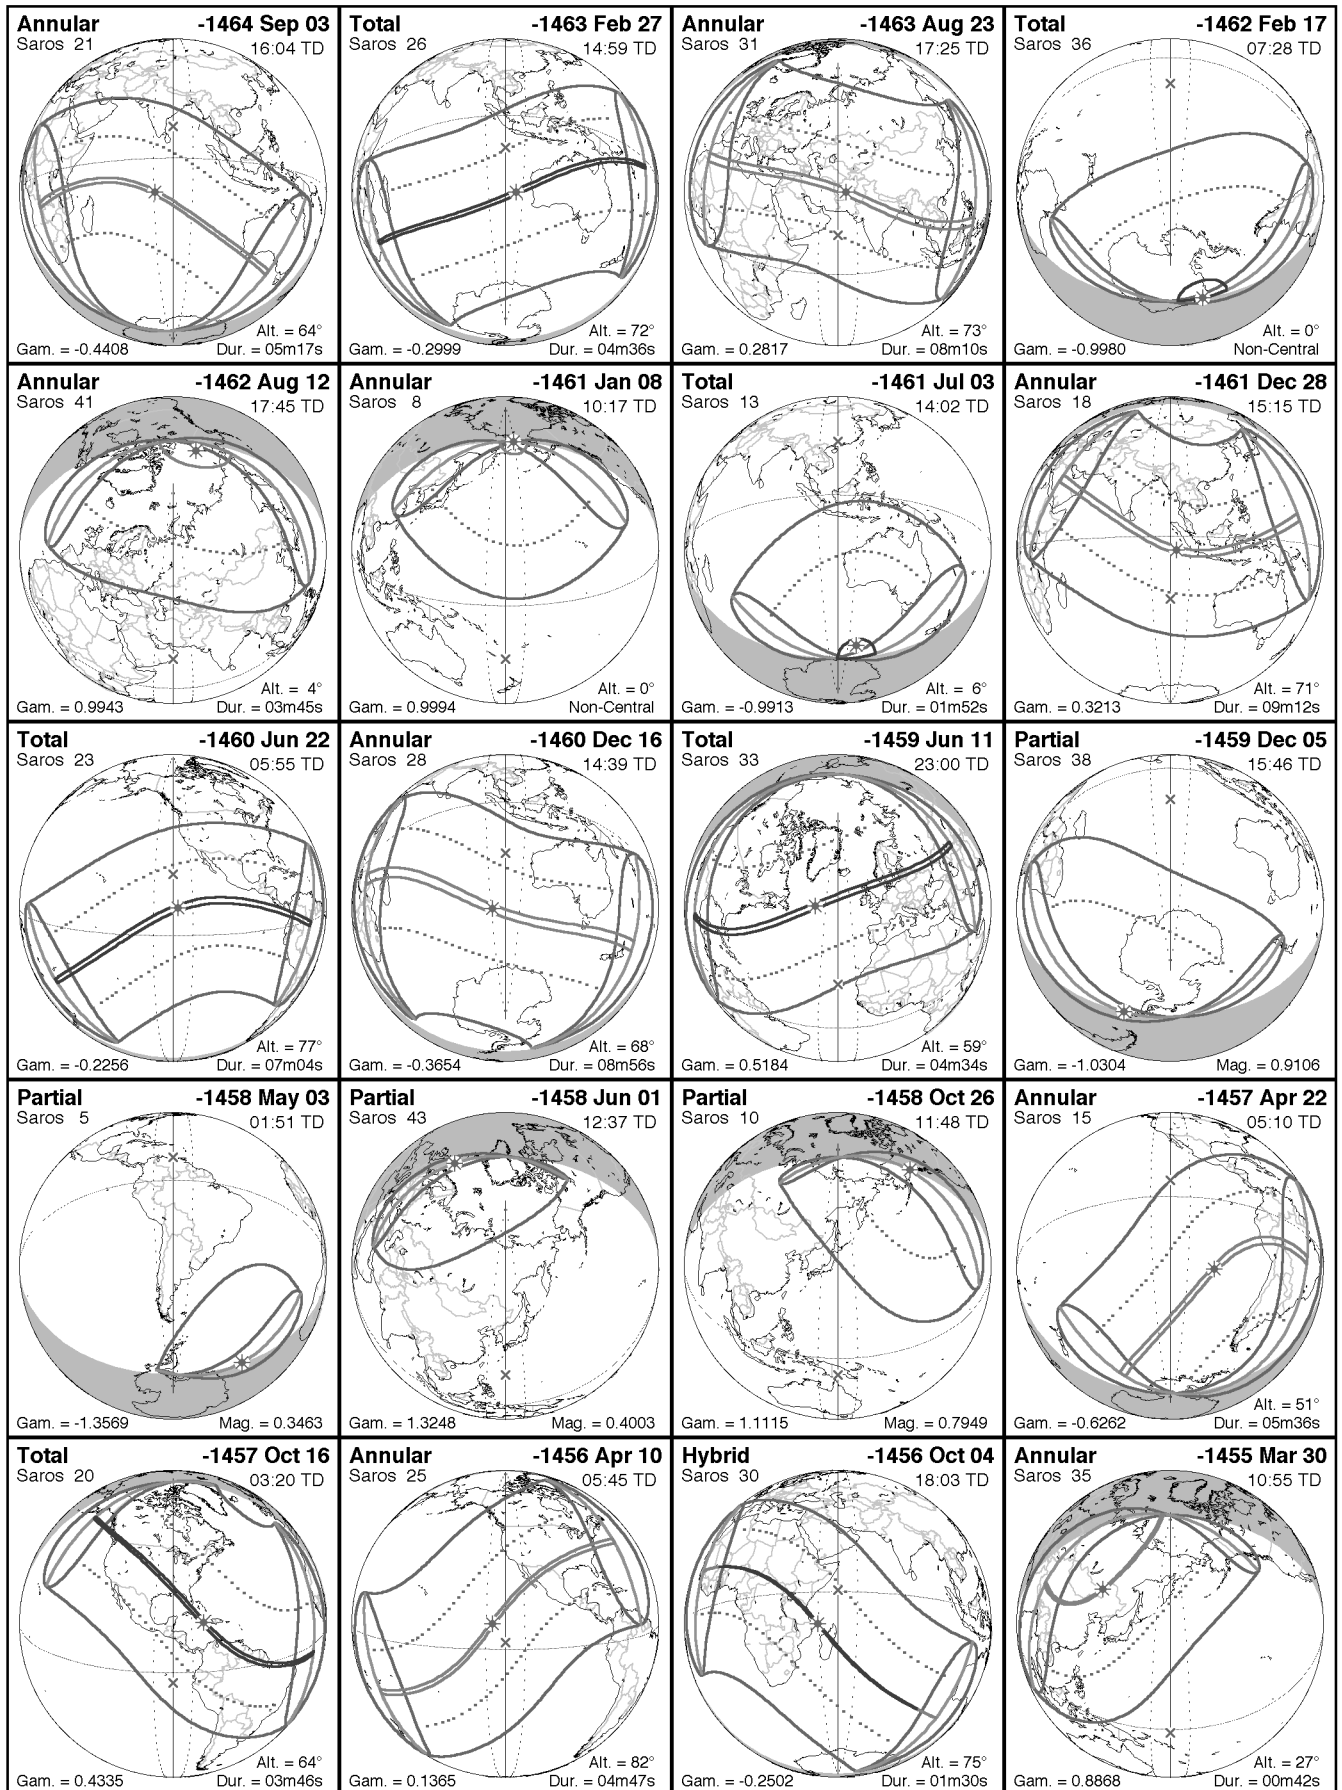 Annular -1464 Sep 03
Saros 21 16:04 TD
Alt. = 64°
Gam. = -0.4408 Dur. = 05m17s
Total -1463 Feb 27
Saros 26 14:59 TD
Alt. = 72°
Gam. = -0.2999 Dur. = 04m36s
Annular -1463 Aug 23
Saros 31 17:25 TD
Alt. = 73°
Gam. = 0.2817 Dur. = 08m10s
Total -1462 Feb 17
Saros 36 07:28 TD
Alt. = 0°
Gam. = -0.9980 Non-Central
Annular -1462 Aug 12
Saros 41 17:45 TD
Alt. = 4°
Gam. = 0.9943 Dur. = 03m45s
Annular -1461 Jan 08
Saros 8 10:17 TD
Alt. = 0°
Gam. = 0.9994 Non-Central
Total -1461 Jul 03
Saros 13 14:02 TD
Alt. = 6°
Gam. = -0.9913 Dur. = 01m52s
Annular -1461 Dec 28
Saros 18 15:15 TD
Alt. = 71°
Gam. = 0.3213 Dur. = 09m12s
Total -1460 Jun 22
Saros 23 05:55 TD
Alt. = 77°
Gam. = -0.2256 Dur. = 07m04s
Annular -1460 Dec 16
Saros 28 14:39 TD
Alt. = 68°
Gam. = -0.3654 Dur. = 08m56s
Total -1459 Jun 11
Saros 33 23:00 TD
Alt. = 59°
Gam. = 0.5184 Dur. = 04m34s
Partial -1459 Dec 05
Saros 38 15:46 TD
Gam. = -1.0304 Mag. = 0.9106
Partial -1458 May 03
Saros 5 01:51 TD
Gam. = -1.3569 Mag. = 0.3463
Partial -1458 Jun 01
Saros 43 12:37 TD
Gam. = 1.3248 Mag. = 0.4003
Partial -1458 Oct 26
Saros 10 11:48 TD
Gam. = 1.1115 Mag. = 0.7949
Annular -1457 Apr 22
Saros 15 05:10 TD
Alt. = 51°
Gam. = -0.6262 Dur. = 05m36s
Total -1457 Oct 16
Saros 20 03:20 TD
Alt. = 64°
Gam. = 0.4335 Dur. = 03m46s
Annular -1456 Apr 10
Saros 25 05:45 TD
Alt. = 82°
Gam. = 0.1365 Dur. = 04m47s
Hybrid -1456 Oct 04
Saros 30 18:03 TD
Alt. = 75°
Gam. = -0.2502 Dur. = 01m30s
Annular -1455 Mar 30
Saros 35 10:55 TD
Alt. = 27°
Gam. = 0.8868 Dur. = 00m42s